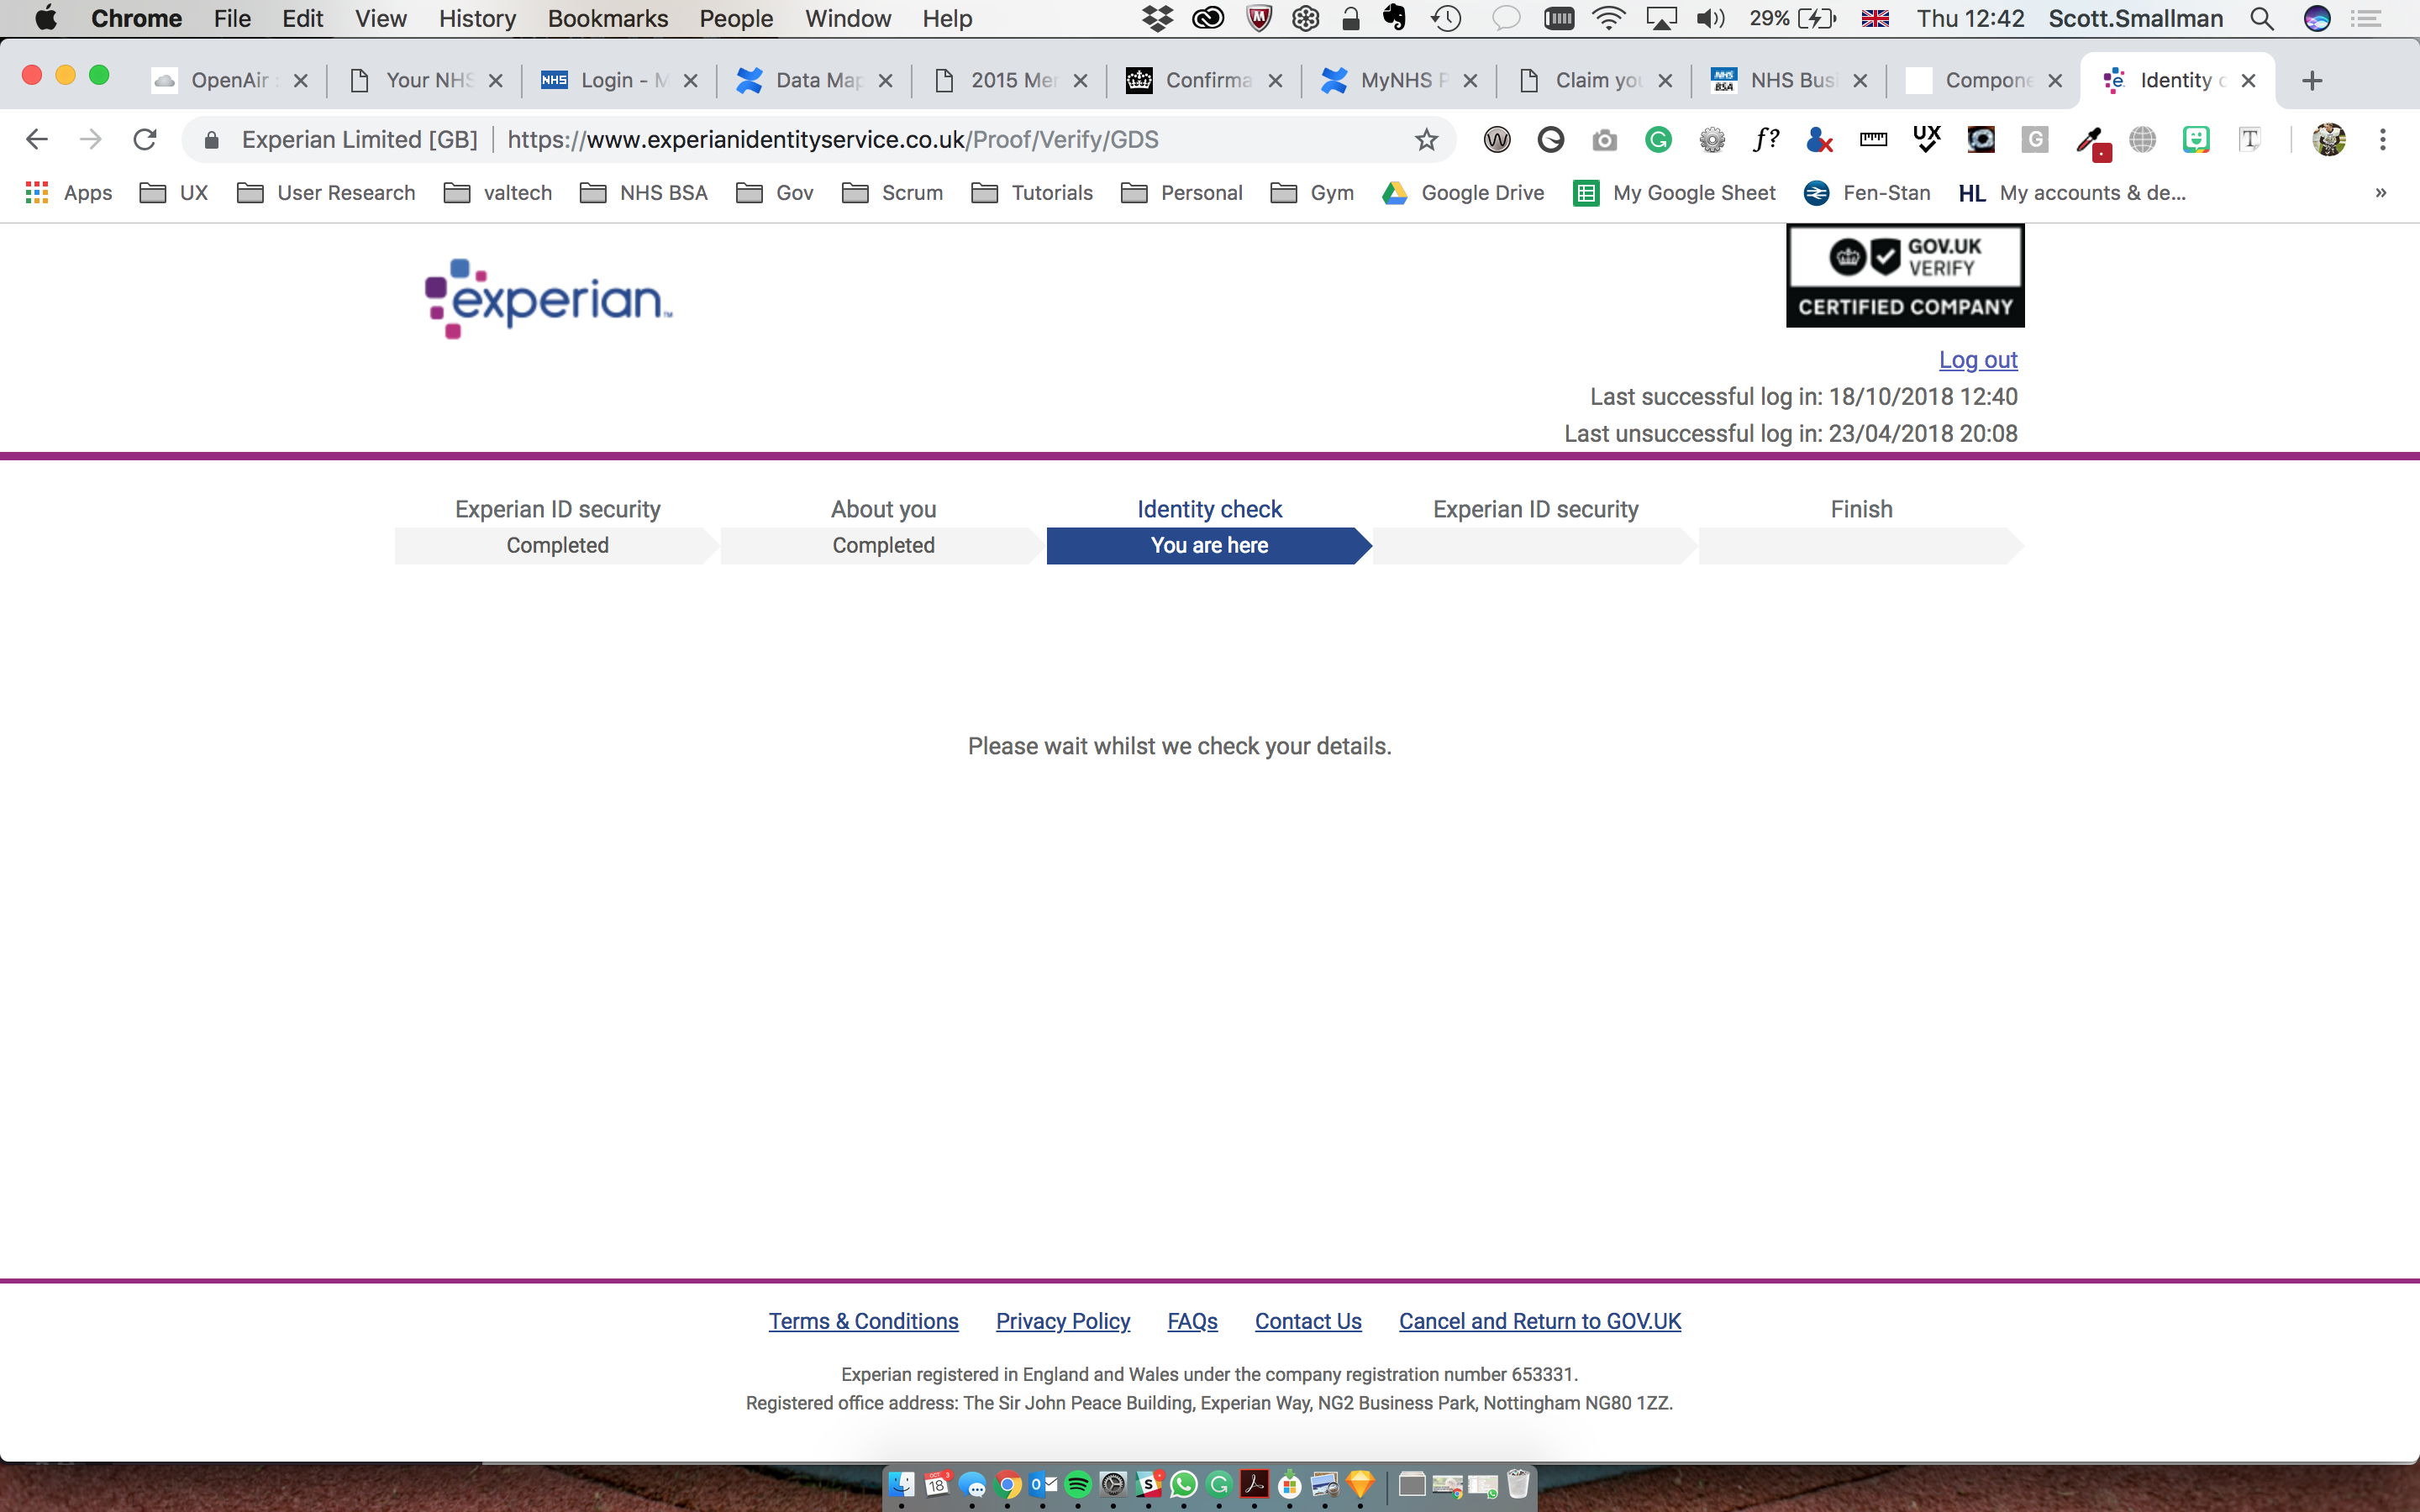 Chrome File Edit View History Bookmarks People Window Help 29% Thu 12:42 Scott.Smallman
OpenAir Your NHS Login - M Data Map 2015 Mer Confirma MyNHS P Claim you NHS Busi Compone Identity c
Experian Limited [GB] https://www.experianidentityservice.co.uk/Proof/Verify/GDS
Apps UX User Research valtech NHS BSA Gov Scrum Tutorials Personal Gym Google Drive My Google Sheet Fen-Stan HL My accounts & de... »
experian™
GOV.UK
VERIFY
CERTIFIED COMPANY
Log out
Last successful log in: 18/10/2018 12:40
Last unsuccessful log in: 23/04/2018 20:08
Experian ID security About you Identity check Experian ID security Finish
Completed Completed You are here
Please wait whilst we check your details.
Terms & Conditions Privacy Policy FAQs Contact Us Cancel and Return to GOV.UK
Experian registered in England and Wales under the company registration number 653331.
Registered office address: The Sir John Peace Building, Experian Way, NG2 Business Park, Nottingham NG80 1ZZ.